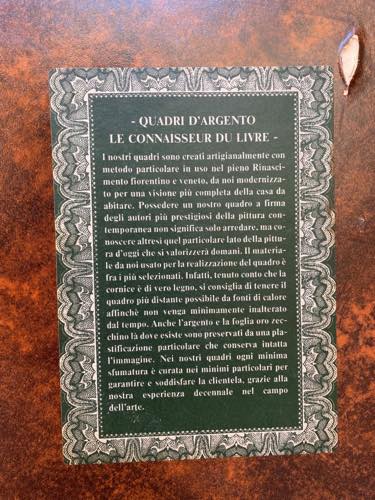 - QUADRI D'ARGENTO
LE CONNAISSEUR DU LIVRE -
I nostri quadri sono creati artigianalmente con
metodo particolare in uso nel pieno Rinasci-
mento fiorentino e veneto, da noi modernizza-
to per una visione più completa della casa da
abitare. Possedere un nostro quadro a firma
degli autori più prestigiosi della pittura con-
temporanea non significa solo arredare, ma co-
noscere altresì quel particolare lato della pittu-
ra d'oggi che si valorizzerà domani. Il materia-
le da noi usato per la realizzazione del quadro è
fra i più selezionati. Infatti, tenuto conto che la
cornice è di vero legno, si consiglia di tenere il
quadro più distante possibile da fonti di calore
affinchè non venga minimamente inalterato
dal tempo. Anche l'argento e la foglia oro zec-
chino là dove esiste sono preservati da una pla-
stificazione particolare che conserva intatta
l'immagine. Nei nostri quadri ogni minima
sfumatura è curata nei minimi particolari per
garantire e soddisfare la clientela, grazie alla
nostra esperienza decennale nel campo
dell'arte.